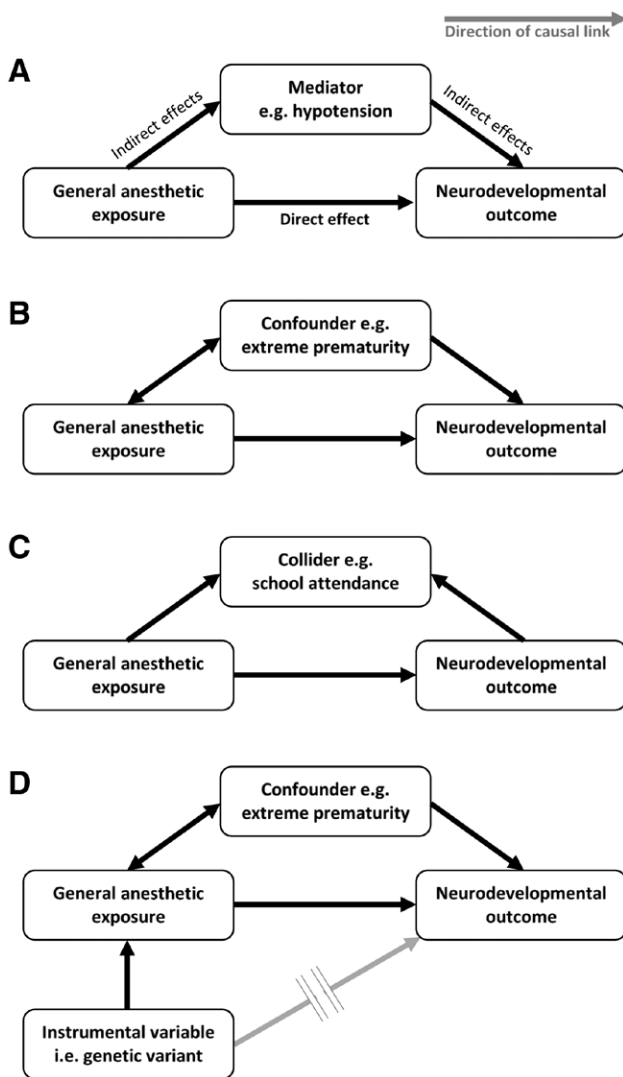 Direction of causal link
A
Mediator
e.g. hypotension
Indirect effects
Indirect effects
General anesthetic
exposure
Direct effect
Neurodevelopmental
outcome
B
Confounder e.g.
extreme prematurity
General anesthetic
exposure
Neurodevelopmental
outcome
C
Collider e.g.
school attendance
General anesthetic
exposure
Neurodevelopmental
outcome
D
Confounder e.g.
extreme prematurity
General anesthetic
exposure
Neurodevelopmental
outcome
Instrumental variable
i.e. genetic variant